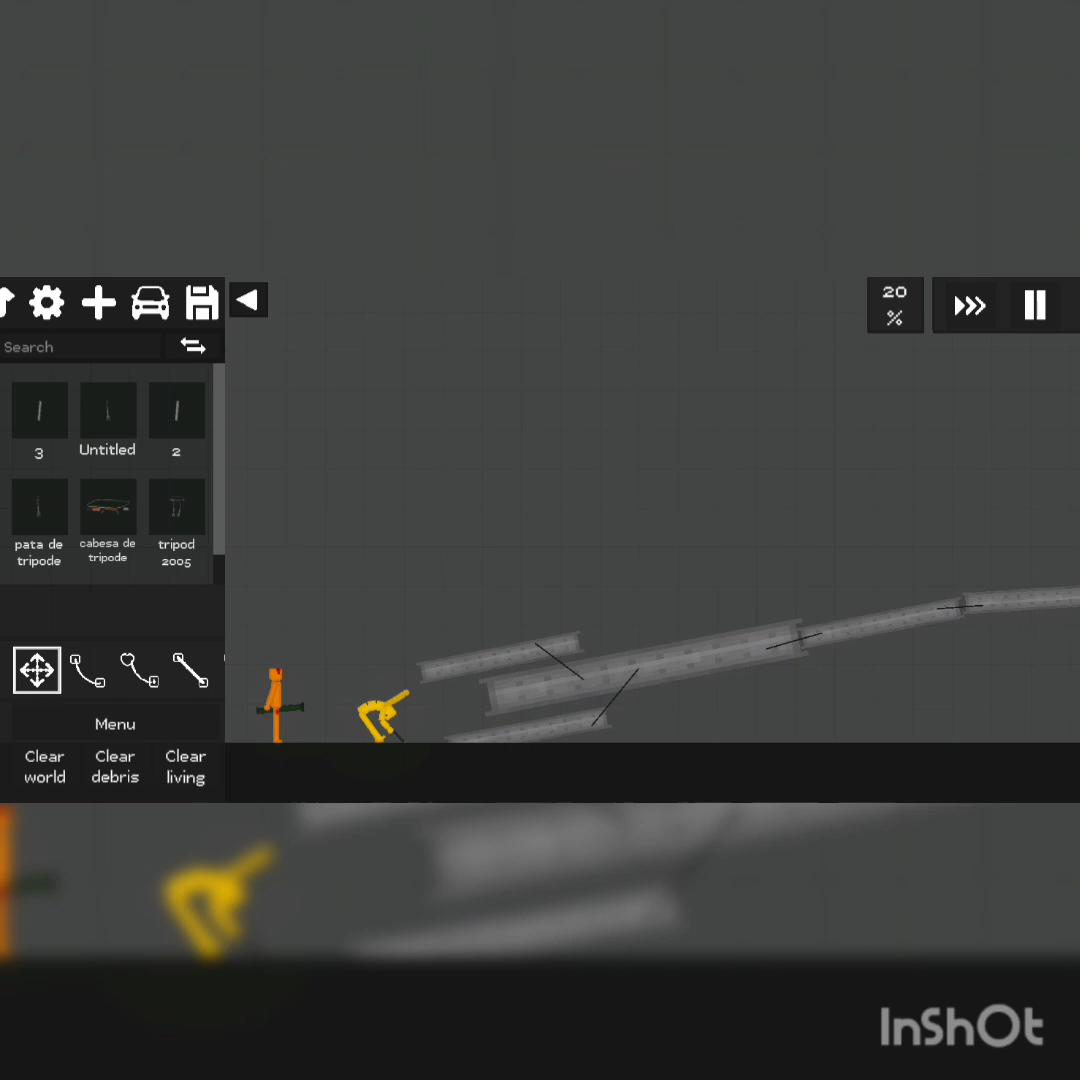 20
%
Search
3
Untitled
2
pata de
tripode
cabesa de
tripode
tripod
2005
Menu
Clear
world
Clear
debris
Clear
living
InShOt